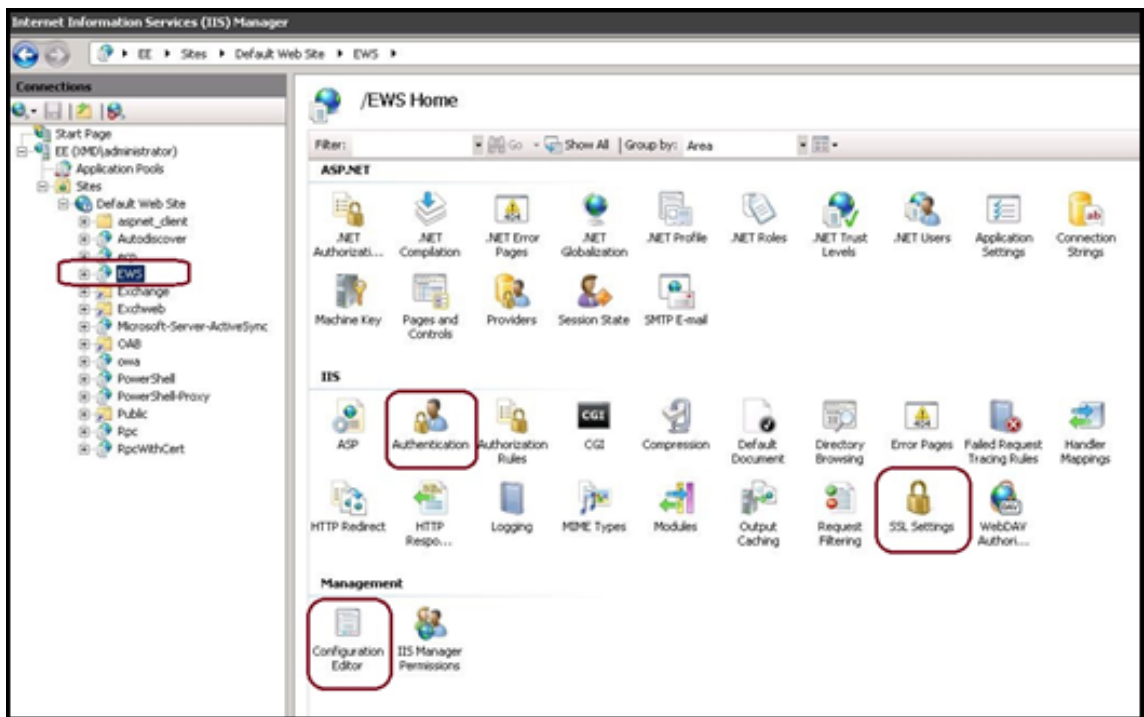 Internet Information Services (IIS) Manager
EE Sites Default Web Site EWS
Connections
Start Page
EE (XMD\administrator)
Application Pools
Sites
Default Web Site
aspnet_client
Autodiscover
ecp
EWS
Exchange
Exchweb
Microsoft-Server-ActiveSync
OAB
owa
PowerShell
PowerShell-Proxy
Public
Rpc
RpcWithCert
/EWS Home
Filter: Go Show All Group by: Area
ASP.NET
.NET Authorizati...
.NET Compilation
.NET Error Pages
.NET Globalization
.NET Profile
.NET Roles
.NET Trust Levels
.NET Users
Application Settings
Connection Strings
Machine Key
Pages and Controls
Providers
Session State
SMTP E-mail
IIS
ASP
Authentication
Authorization Rules
CGI
CGI
Compression
Default Document
Directory Browsing
Error Pages
Failed Request Tracing Rules
Handler Mappings
HTTP Redirect
HTTP Respo...
Logging
MIME Types
Modules
Output Caching
Request Filtering
SSL Settings
WebDAV Authori...
Management
Configuration Editor
IIS Manager Permissions